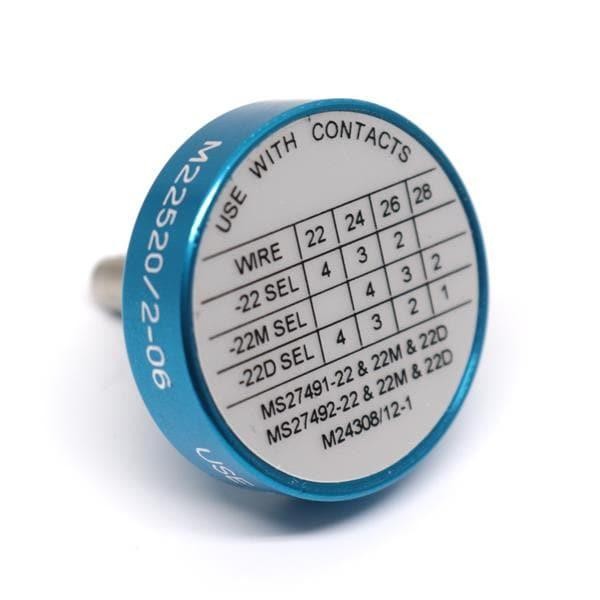 M22520/2-06
USE
USE WITH CONTACTS
WIRE 22 24 26 28
-22 SEL 4 3 2
-22M SEL 4 3 2
-22D SEL 4 3 2 1
MS27491-22 & 22M & 22D
MS27492-22 & 22M & 22D
M24308/12-1